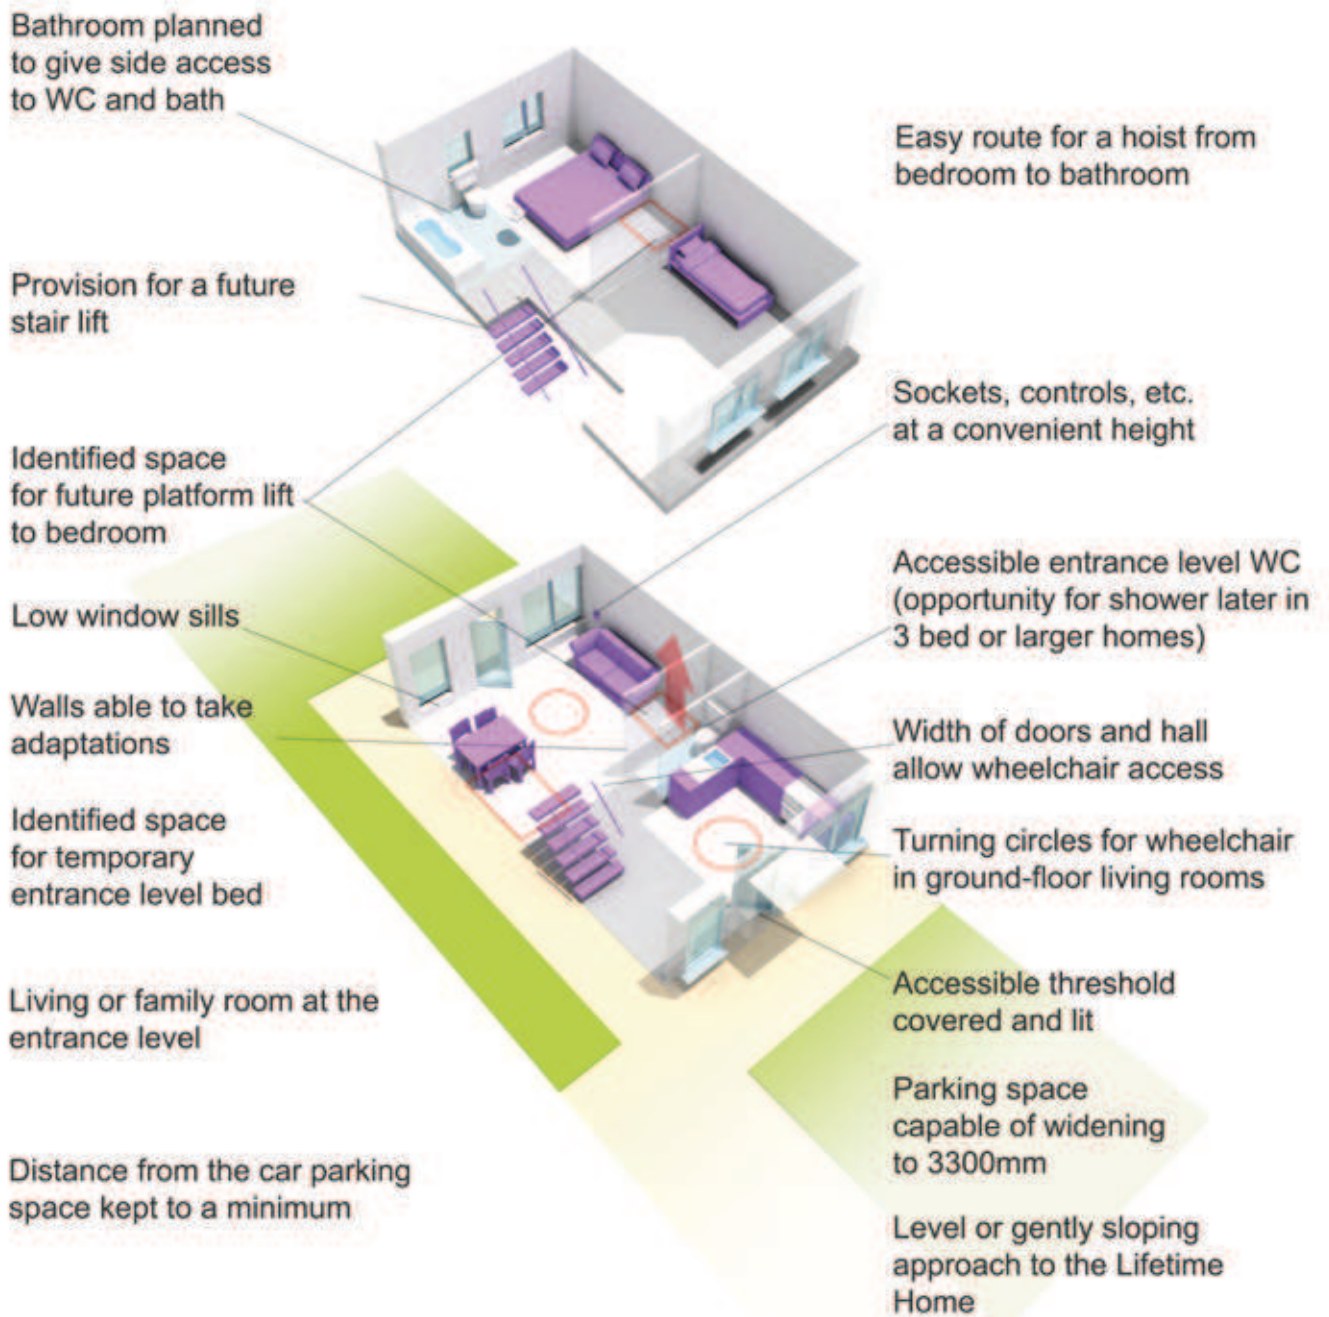 Bathroom planned
to give side access
to WC and bath
Provision for a future
stair lift
Identified space
for future platform lift
to bedroom
Low window sills
Walls able to take
adaptations
Identified space
for temporary
entrance level bed
Living or family room at the
entrance level
Distance from the car parking
space kept to a minimum
Easy route for a hoist from
bedroom to bathroom
Sockets, controls, etc.
at a convenient height
Accessible entrance level WC
(opportunity for shower later in
3 bed or larger homes)
Width of doors and hall
allow wheelchair access
Turning circles for wheelchair
in ground-floor living rooms
Accessible threshold
covered and lit
Parking space
capable of widening
to 3300mm
Level or gently sloping
approach to the Lifetime
Home